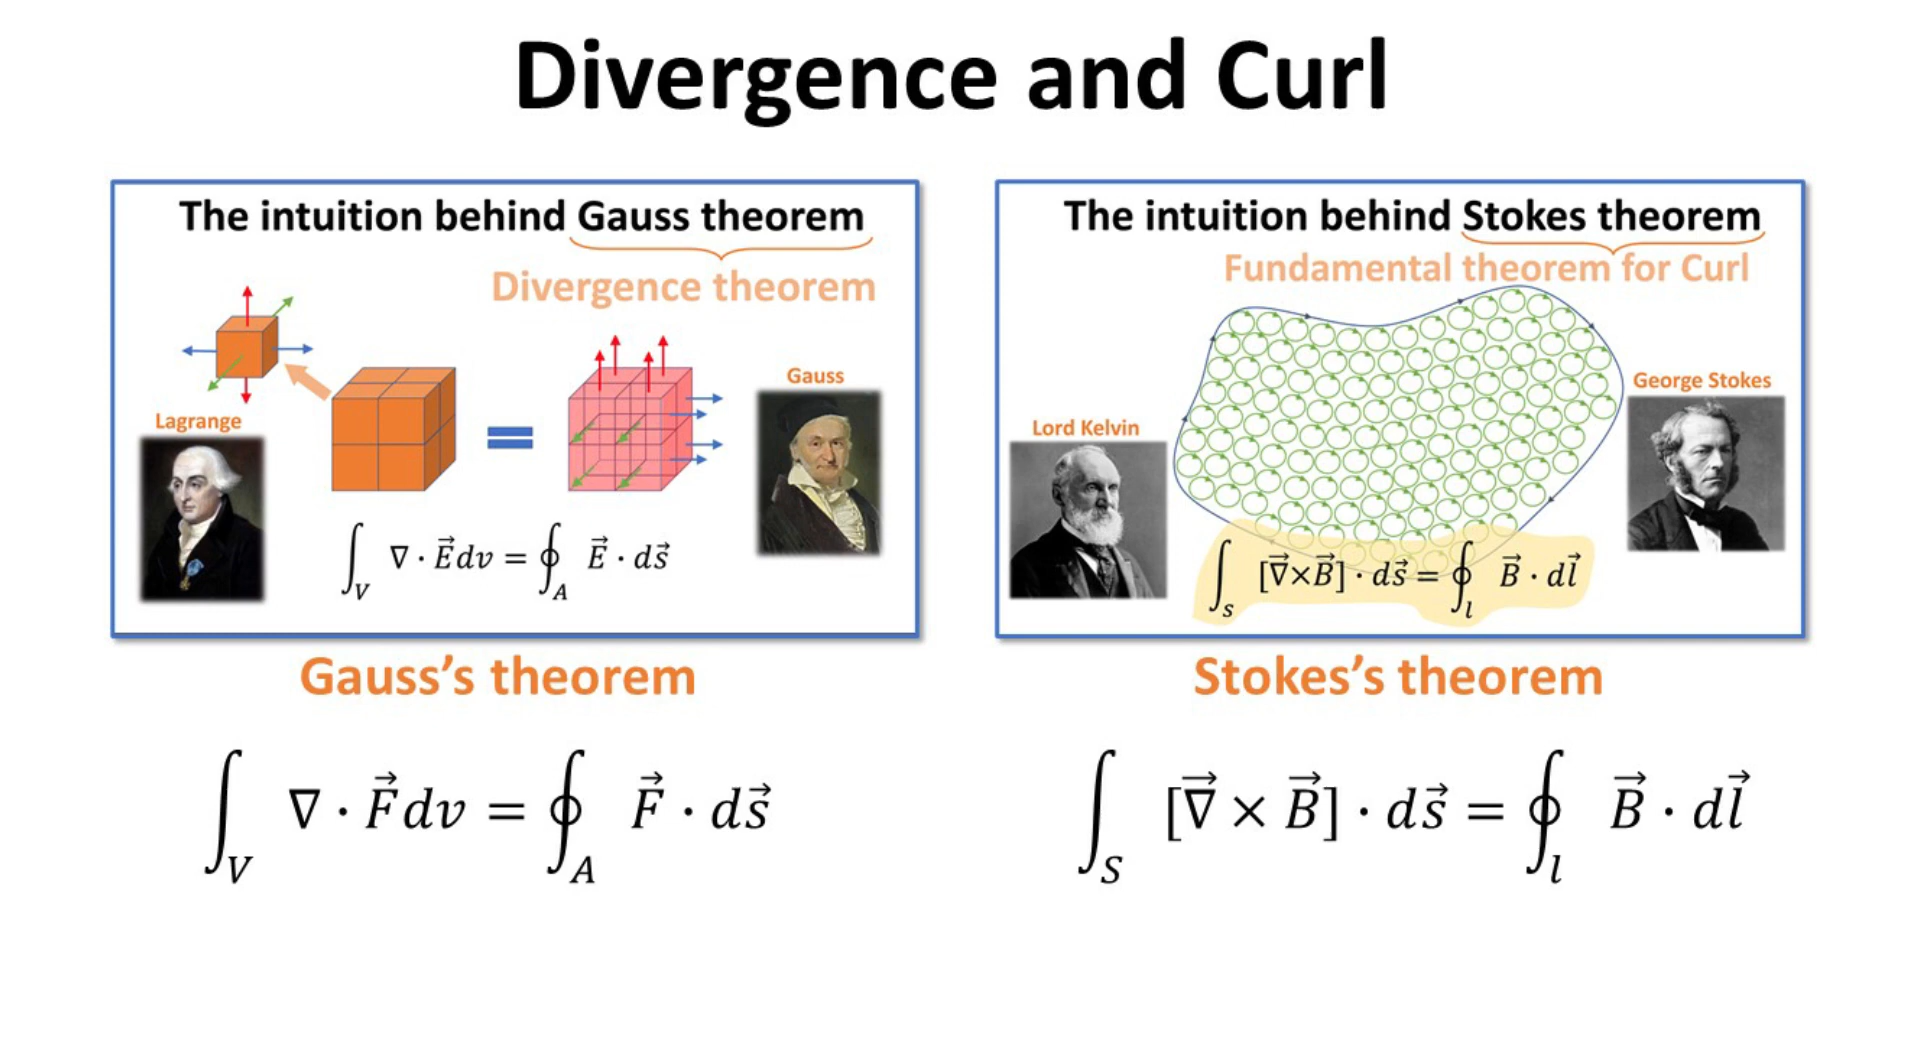 Divergence and Curl
The intuition behind Gauss theorem
Divergence theorem
Gauss
Lagrange
=
∫_V ∇ · E⃗dv = ∮_A E⃗ · ds⃗
The intuition behind Stokes theorem
Fundamental theorem for Curl
George Stokes
Lord Kelvin
∫_s [∇⃗×B⃗] · ds⃗ = ∮_l B⃗ · dl⃗
Gauss's theorem
∫_V ∇ · F⃗dv = ∮_A F⃗ · ds⃗
Stokes's theorem
∫_S [∇⃗ × B⃗] · ds⃗ = ∮_l B⃗ · dl⃗